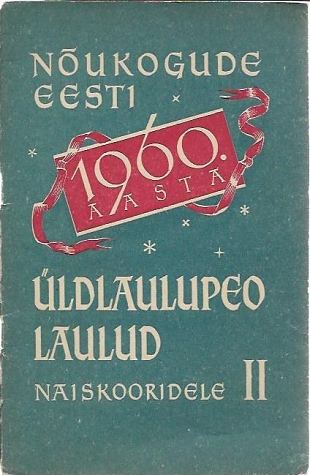 NÕUKOGUDE
EESTI
1960.
AASTA
ÜLDLAULUPEO
LAULUD
NAISKOORIDELE II